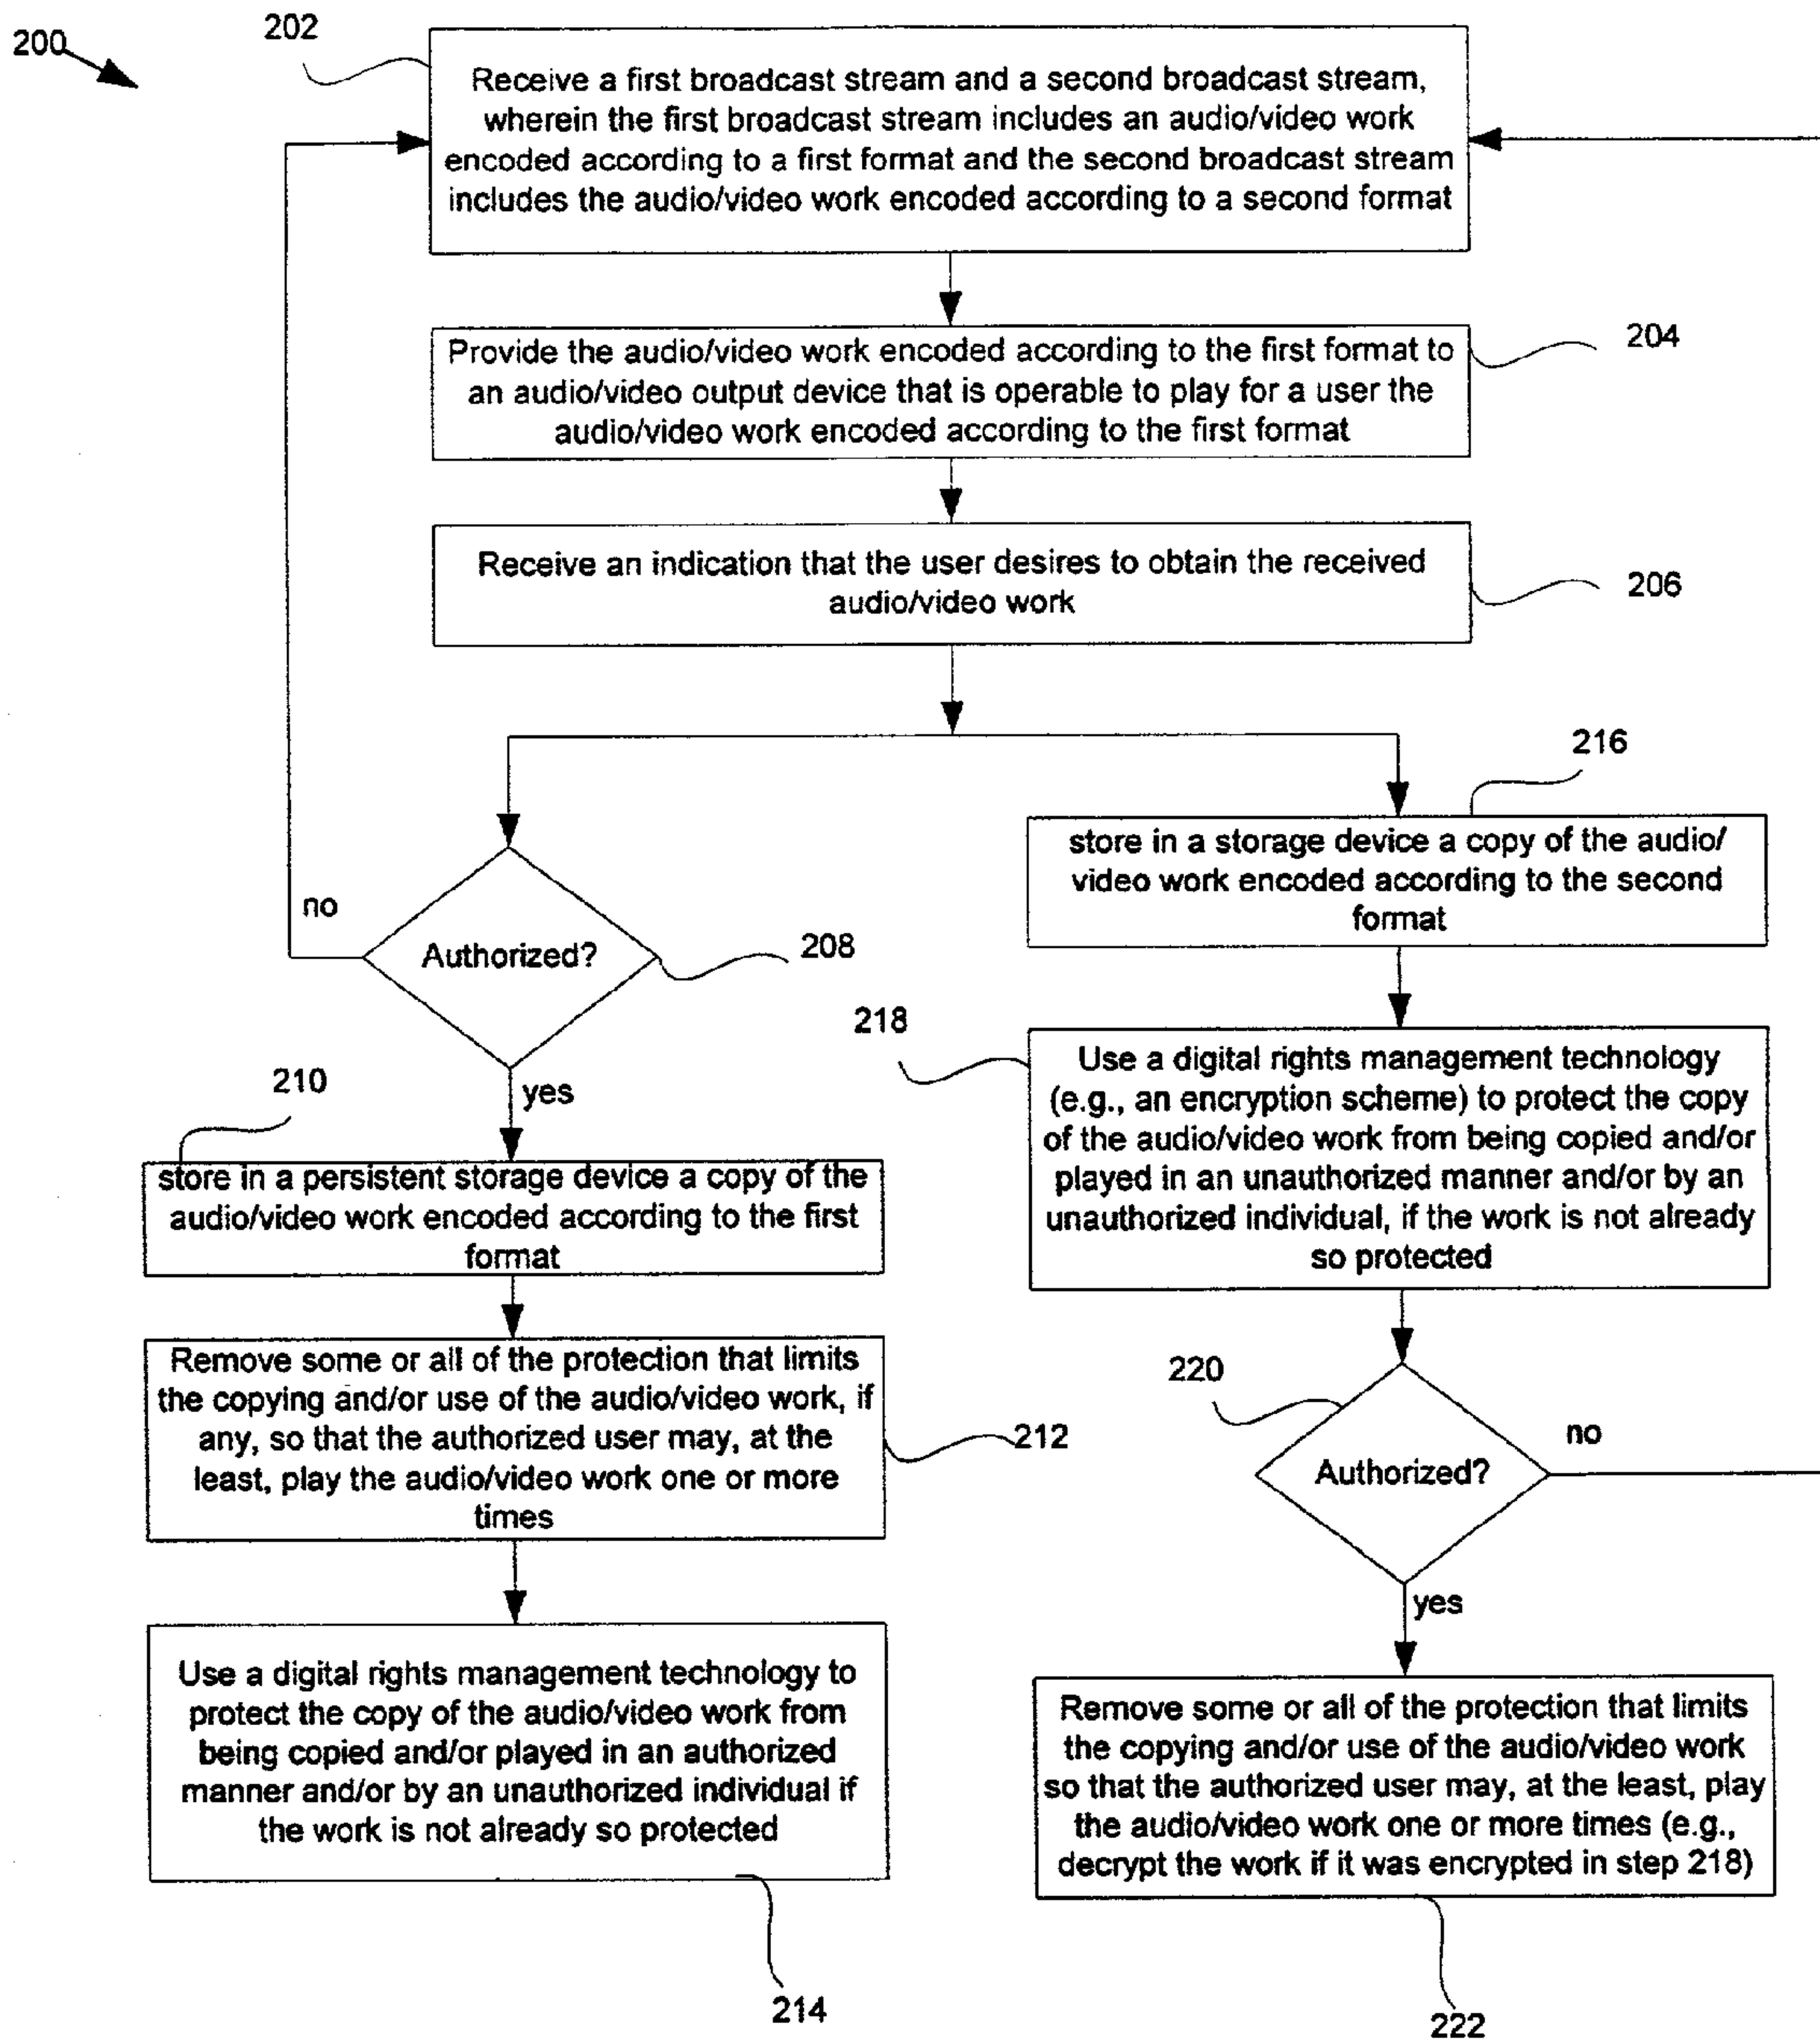 200
202
Receive a first broadcast stream and a second broadcast stream,
wherein the first broadcast stream includes an audio/video work
encoded according to a first format and the second broadcast stream
includes the audio/video work encoded according to a second format
Provide the audio/video work encoded according to the first format to
an audio/video output device that is operable to play for a user the
audio/video work encoded according to the first format
204
Receive an indication that the user desires to obtain the received
audio/video work
206
no
Authorized?
208
yes
210
store in a persistent storage device a copy of the
audio/video work encoded according to the first
format
Remove some or all of the protection that limits
the copying and/or use of the audio/video work, if
any, so that the authorized user may, at the
least, play the audio/video work one or more
times
212
Use a digital rights management technology to
protect the copy of the audio/video work from
being copied and/or played in an authorized
manner and/or by an unauthorized individual if
the work is not already so protected
214
216
store in a storage device a copy of the audio/
video work encoded according to the second
format
218
Use a digital rights management technology
(e.g., an encryption scheme) to protect the copy
of the audio/video work from being copied and/or
played in an unauthorized manner and/or by an
unauthorized individual, if the work is not already
so protected
220
Authorized?
no
yes
Remove some or all of the protection that limits
the copying and/or use of the audio/video work
so that the authorized user may, at the least, play
the audio/video work one or more times (e.g.,
decrypt the work if it was encrypted in step 218)
222